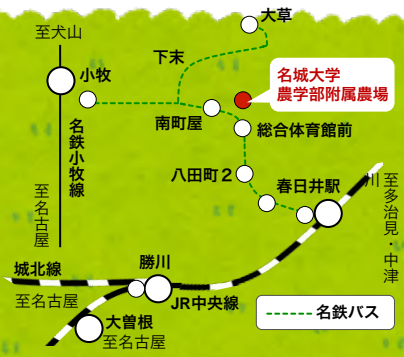 大草
至犬山
下末
小牧
名城大学
農学部附属農場
南町屋
総合体育館前
名鉄小牧線
八田町２
春日井駅
至多治見・中津
川
至名古屋
城北線
勝川
至名古屋
JR中央線
大曽根
至名古屋
名鉄バス